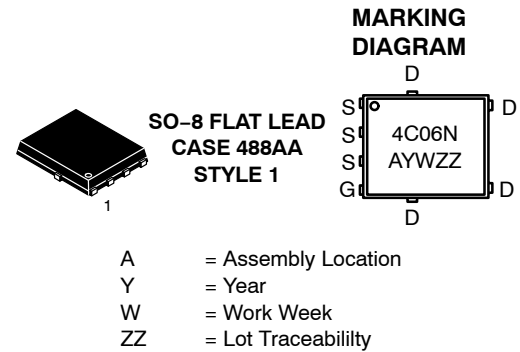 MARKING
DIAGRAM
SO−8 FLAT LEAD
CASE 488AA
STYLE 1
1
D
S
D
S
4C06N
S
AYWZZ
G
D
D
A = Assembly Location
Y = Year
W = Work Week
ZZ = Lot Traceabililty